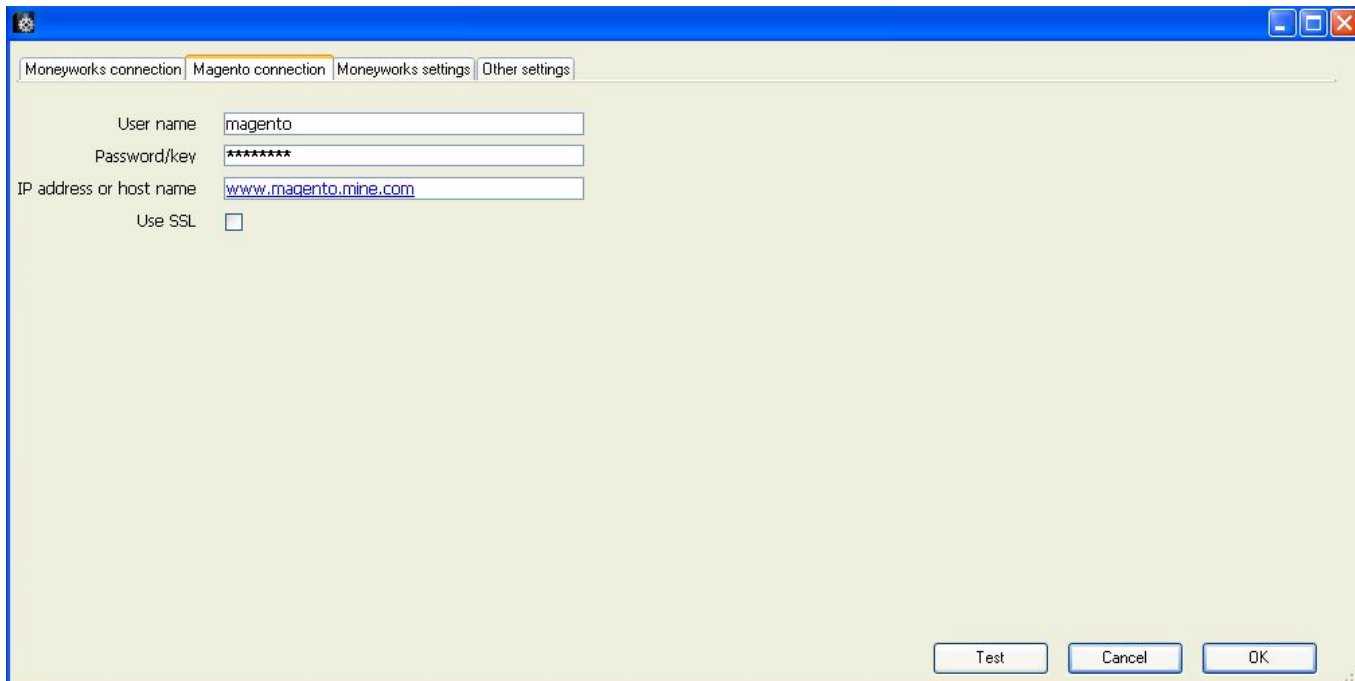 Moneyworks connection Magento connection Moneyworks settings Other settings
User name magento
Password/key ********
IP address or host name www.magento.mine.com
Use SSL
Test Cancel OK